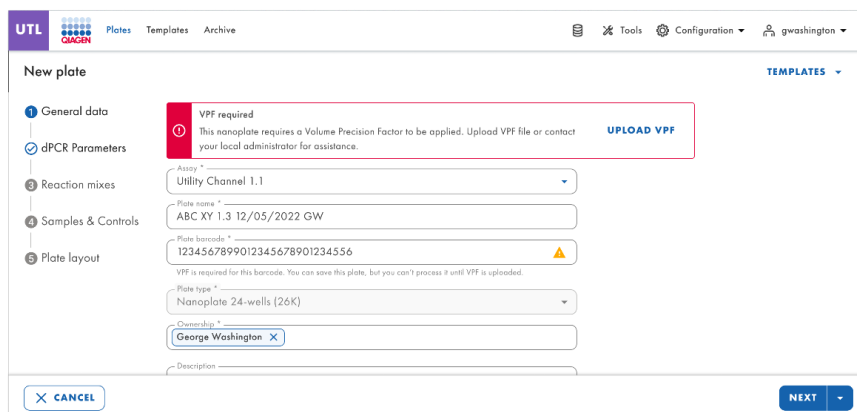 UTL
QIAGEN
Plates
Templates
Archive
Tools
Configuration
gwashington
New plate
TEMPLATES
1 General data
dPCR Parameters
3 Reaction mixes
4 Samples & Controls
5 Plate layout
VPF required
This nanoplate requires a Volume Precision Factor to be applied. Upload VPF file or contact
your local administrator for assistance.
UPLOAD VPF
Assay *
Utility Channel 1.1
Plate name *
ABC XY 1.3 12/05/2022 GW
Plate barcode *
1234567899012345678901234556
VPF is required for this barcode. You can save this plate, but you can't process it until VPF is uploaded.
Plate type *
Nanoplate 24-wells (26K)
Ownership *
George Washington
Description
CANCEL
NEXT